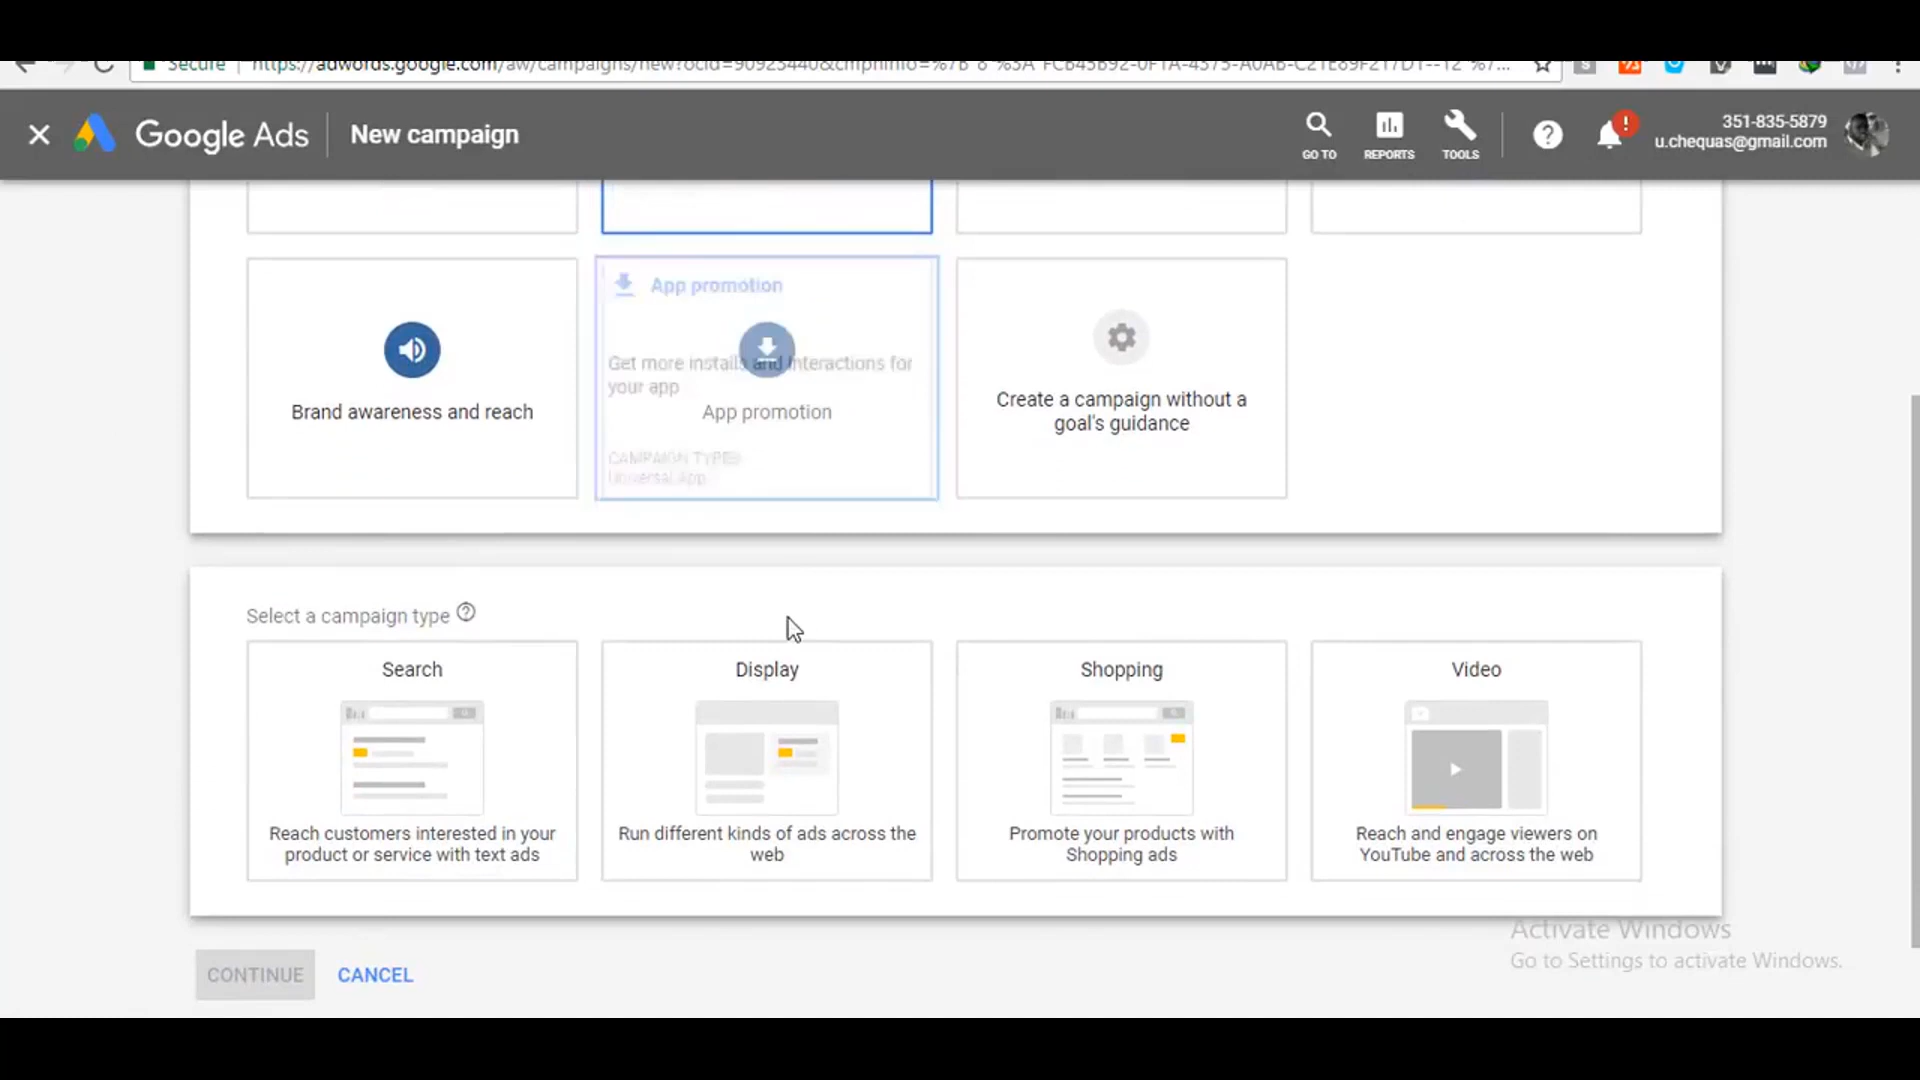 Secure
Google Ads
New campaign
GO TO
REPORTS
TOOLS
351-835-5879
u.chequas@gmail.com
Brand awareness and reach
App promotion
Get more installs and interactions for
your app
App promotion
CAMPAIGN TYPES
Universal App
Create a campaign without a
goal's guidance
Select a campaign type
Search
Reach customers interested in your
product or service with text ads
Display
Run different kinds of ads across the
web
Shopping
Promote your products with
Shopping ads
Video
Reach and engage viewers on
YouTube and across the web
Activate Windows
Go to Settings to activate Windows.
CONTINUE
CANCEL